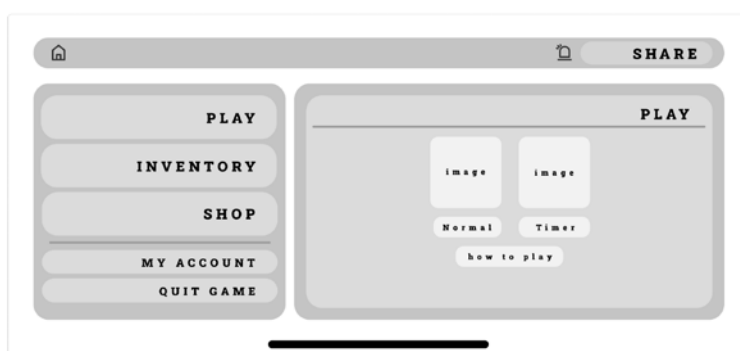 SHARE
PLAY
INVENTORY
SHOP
MY ACCOUNT
QUIT GAME
PLAY
image image
Normal Timer
how to play